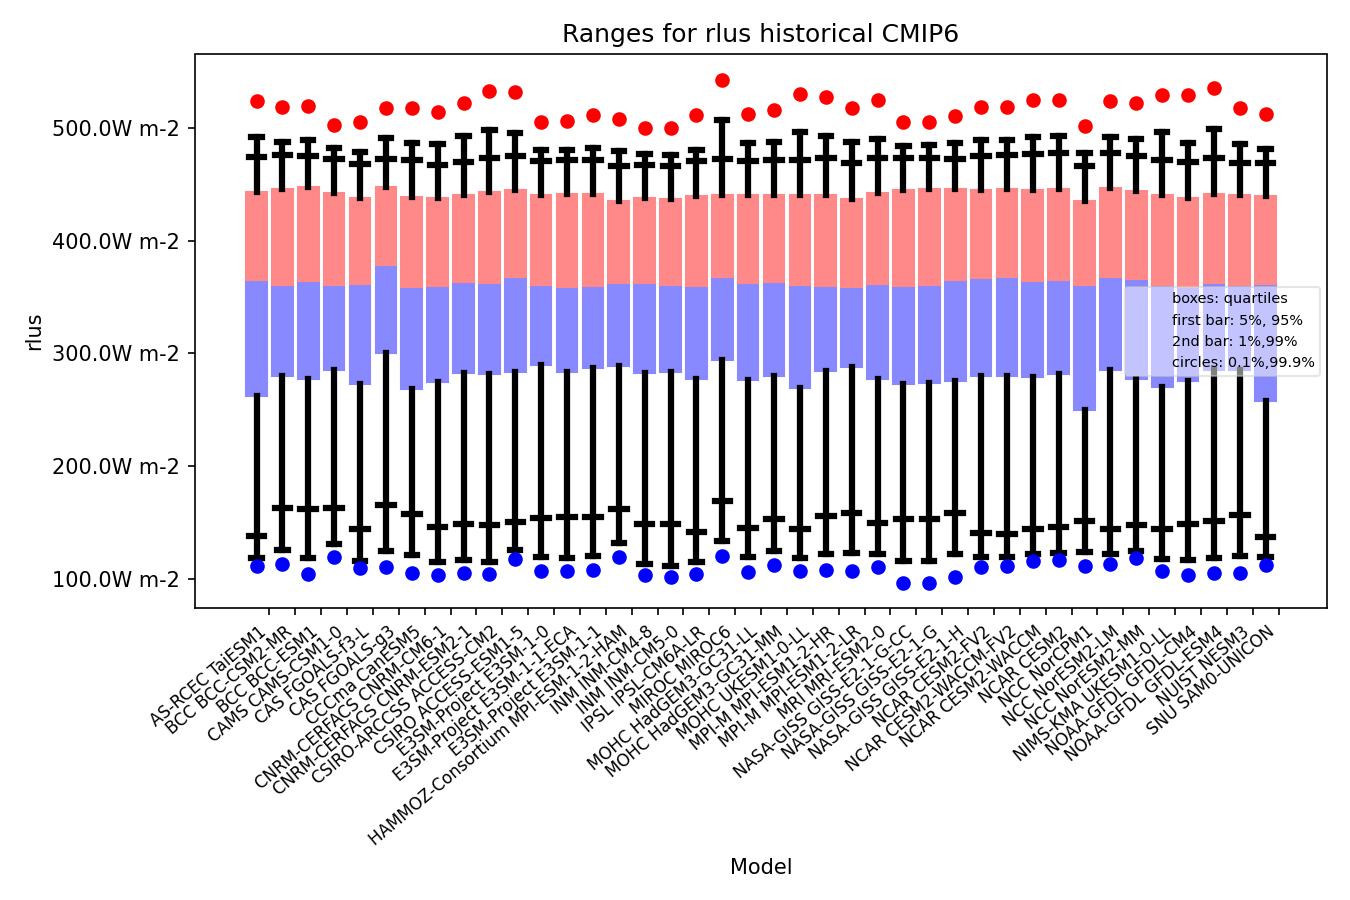 Ranges for rlus historical CMIP6
500.0W m-2
400.0W m-2
300.0W m-2
200.0W m-2
100.0W m-2
rlus
boxes: quartiles
first bar: 5%, 95%
2nd bar: 1%,99%
circles: 0.1%,99.9%
AS-RCEC TaiESM1
BCC BCC-CSM2-MR
BCC BCC-ESM1
CAMS CAMS-CSM1-0
CAS FGOALS-f3-L
CAS FGOALS-g3
CCCma CanESM5
CNRM-CERFACS CNRM-CM6-1
CNRM-CERFACS CNRM-ESM2-1
CSIRO-ARCCSS ACCESS-CM2
CSIRO ACCESS-ESM1-5
E3SM-Project E3SM-1-0
E3SM-Project E3SM-1-1-ECA
E3SM-Project E3SM-1-1
HAMMOZ-Consortium MPI-ESM-1-2-HAM
INM INM-CM4-8
INM INM-CM5-0
IPSL IPSL-CM6A-LR
MIROC MIROC6
MOHC HadGEM3-GC31-LL
MOHC HadGEM3-GC31-MM
MOHC UKESM1-0-LL
MPI-M MPI-ESM1-2-HR
MPI-M MPI-ESM1-2-LR
MRI MRI-ESM2-0
NASA-GISS GISS-E2-1-G-CC
NASA-GISS GISS-E2-1-G
NASA-GISS GISS-E2-1-H
NCAR CESM2-FV2
NCAR CESM2-WACCM-FV2
NCAR CESM2-WACCM
NCAR CESM2
NCC NorCPM1
NCC NorESM2-LM
NCC NorESM2-MM
NIMS-KMA UKESM1-0-LL
NOAA-GFDL GFDL-CM4
NOAA-GFDL GFDL-ESM4
NUIST NESM3
SNU SAM0-UNICON
Model